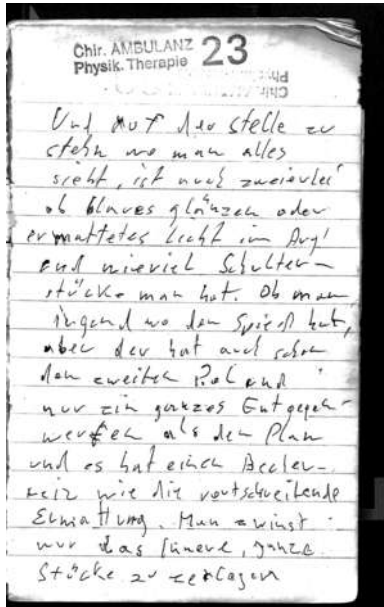 Chir. AMBULANZ 23
Physik. Therapie
Und auf der stelle zu
stehn wo man alles
sieht, ist auch zweierlei
ob blaues glänzen oder
ermattetes Licht im Aug'
und wieviel Schulter-
stücke man hat. Ob man
irgend wo den Spieß hat,
aber der hat auch schon
den zweiten Pol und
nur ein ganzes Entgegen-
werfen als den Plan
und es hat einen
reiz wie die
Ermattung. Man zwingt
nur das Innere, ganze
Stücke zu zerlagen